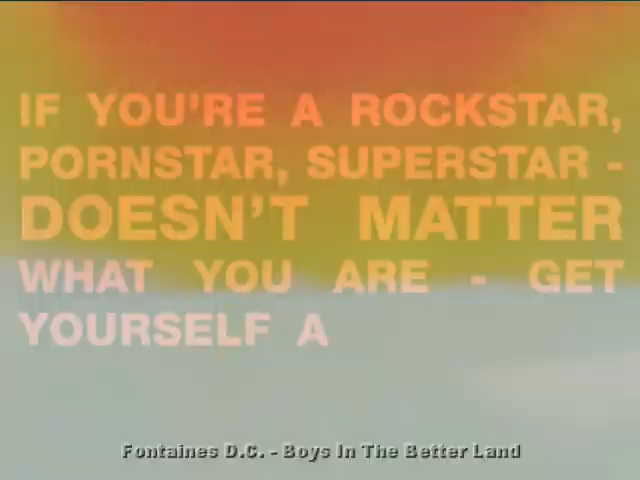 IF YOU'RE A ROCKSTAR,
PORNSTAR, SUPERSTAR -
DOESN'T MATTER
WHAT YOU ARE - GET
YOURSELF A
Fontaines D.C. - Boys In The Better Land